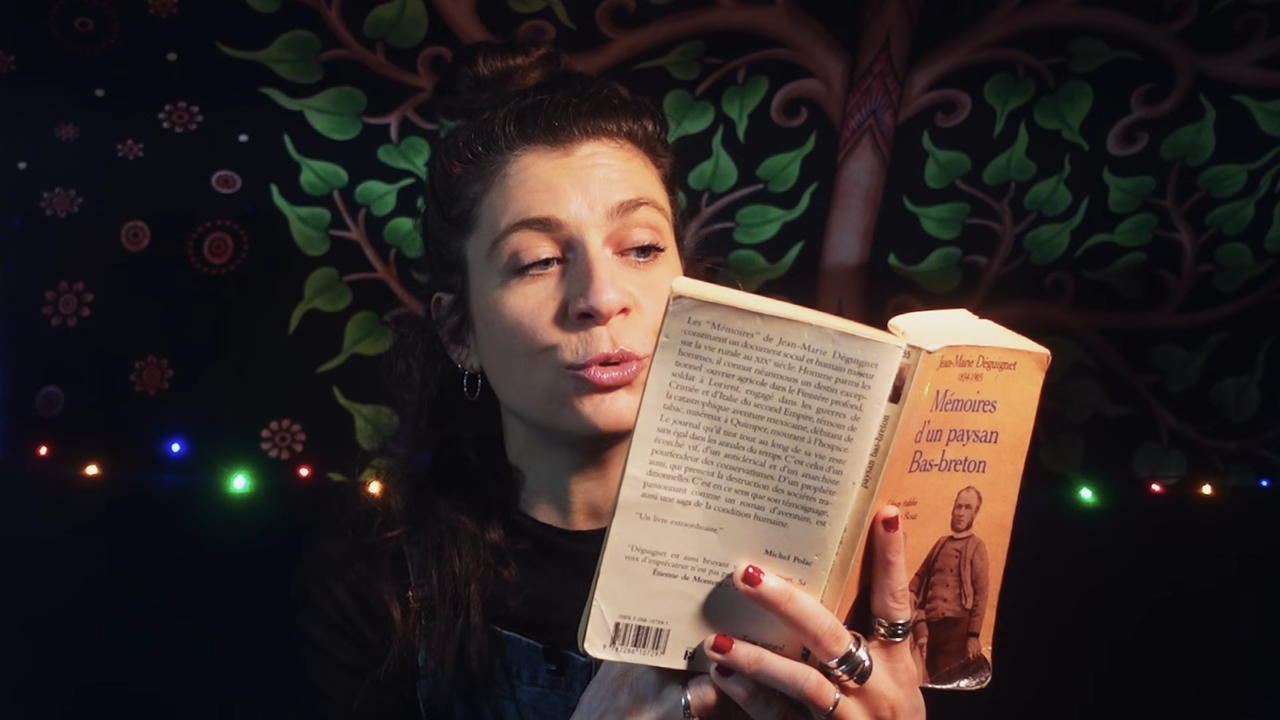 Les "Mémoires" de Jean-Marie Déguignet
constituent un document social et humain majeur
sur la vie rurale au XIXe siècle. Homme parmi les
hommes, il connut néanmoins un destin excep-
tionnel : ouvrier agricole dans le Finistère profond,
soldat à Lorient, engagé dans les guerres de
Crimée et d'Italie du second Empire, témoin de
la catastrophique aventure mexicaine, débitant de
tabac, miséreux à Quimper, mourant à l'hospice.
Le journal qu'il tint tout au long de sa vie reste
sans égal dans les annales du temps. C'est celui d'un
écorché vif, d'un anticlérical et d'un anarchiste
pourfendeur des conservatismes. D'un prophète
aussi, qui pressent la destruction des sociétés tra-
ditionnelles. C'est en ce sens que son témoignage,
passionnant comme un roman d'aventure, est
aussi une saga de la condition humaine.
"Un livre extraordinaire."
Michel Polac
"Déguignet est aussi bruyant
voix d'imprécateur n'est pas
Étienne de
paysan bas-breton
Jean-Marie Déguignet
1834-1905
Mémoires
d'un paysan
Bas-breton